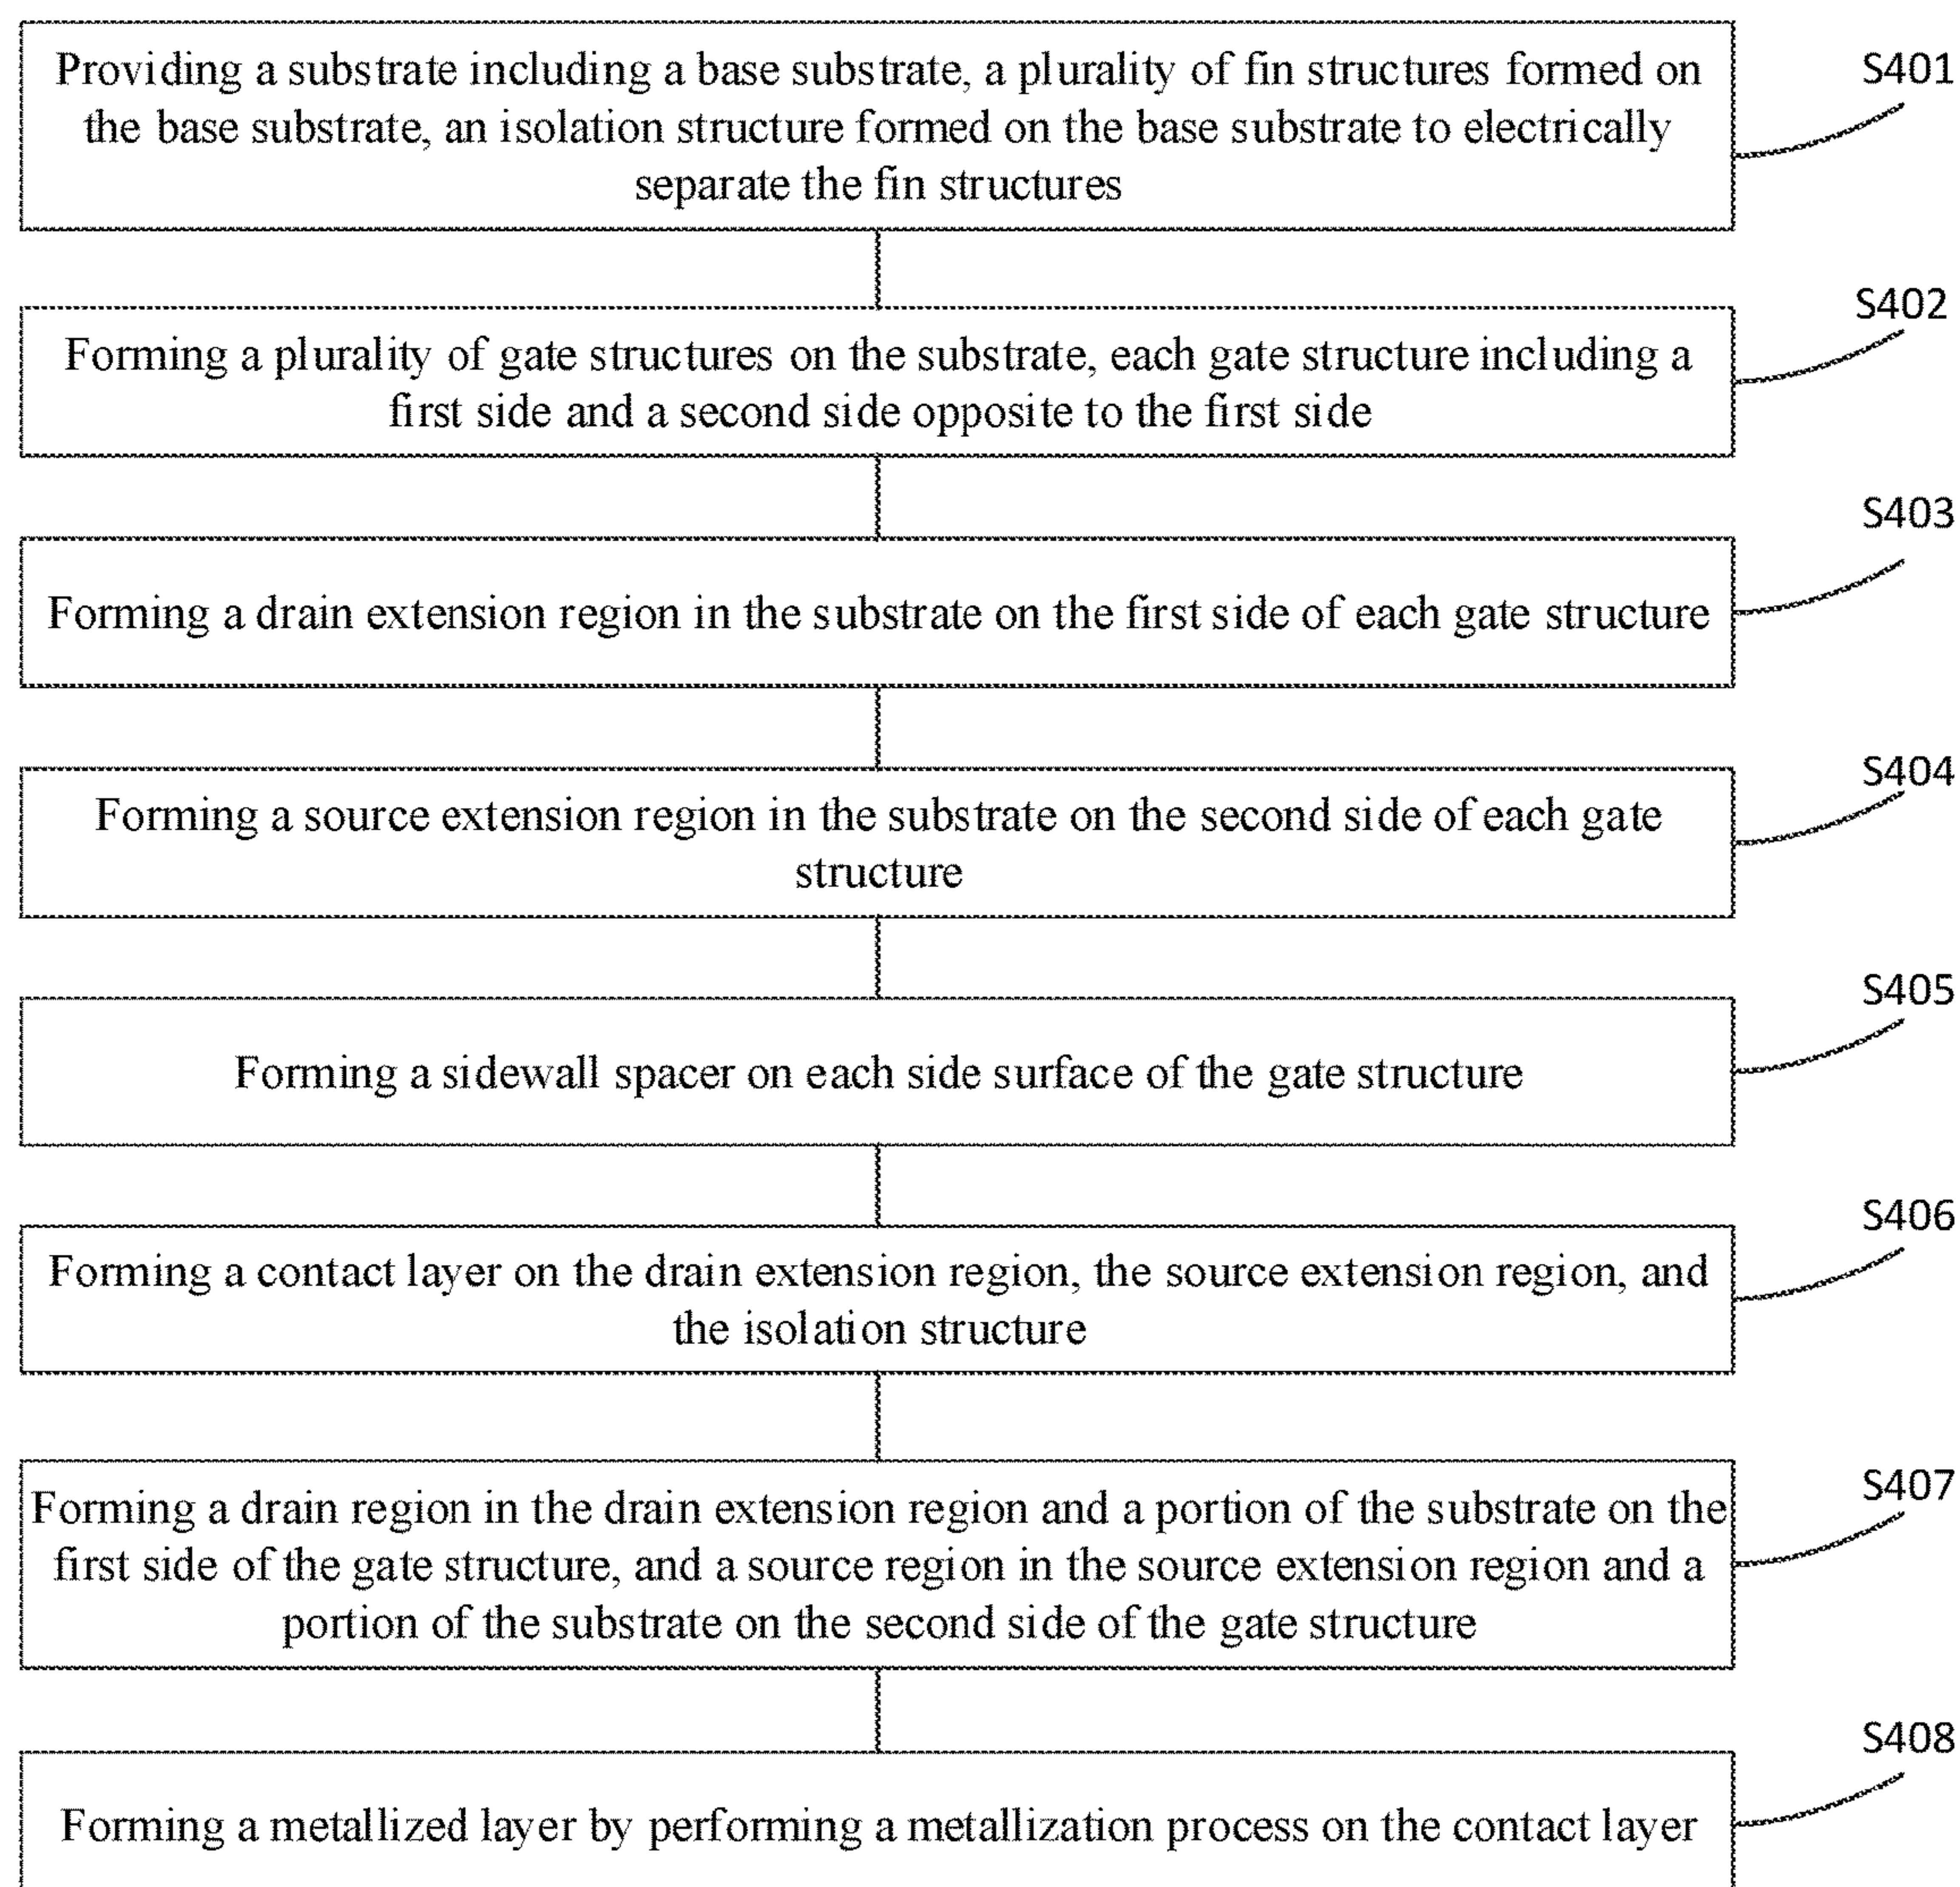 Providing a substrate including a base substrate, a plurality of fin structures formed on
the base substrate, an isolation structure formed on the base substrate to electrically
separate the fin structures
S401
Forming a plurality of gate structures on the substrate, each gate structure including a
first side and a second side opposite to the first side
S402
Forming a drain extension region in the substrate on the first side of each gate structure
S403
Forming a source extension region in the substrate on the second side of each gate
structure
S404
Forming a sidewall spacer on each side surface of the gate structure
S405
Forming a contact layer on the drain extension region, the source extension region, and
the isolation structure
S406
Forming a drain region in the drain extension region and a portion of the substrate on the
first side of the gate structure, and a source region in the source extension region and a
portion of the substrate on the second side of the gate structure
S407
Forming a metallized layer by performing a metallization process on the contact layer
S408